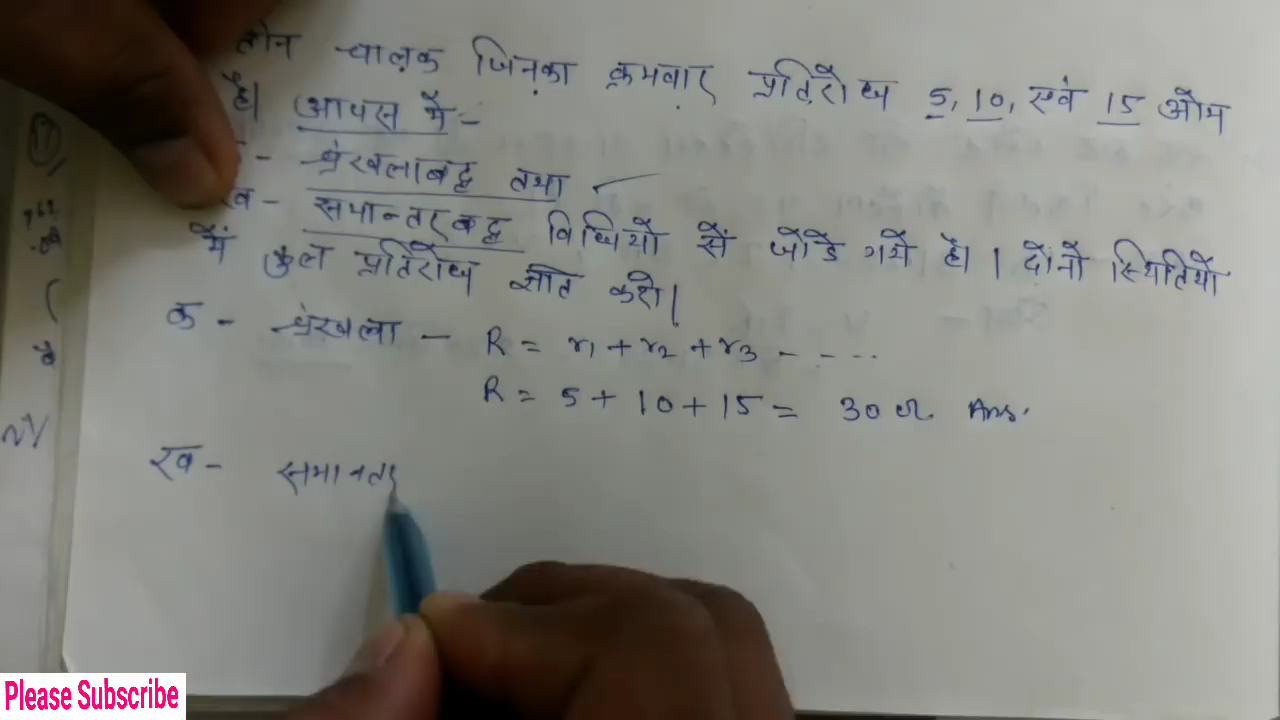 तीन चालक जिनका क्रमवार प्रतिरोध 5, 10, एवं 15 ओम
है। आपस में :-
- श्रंखलाबद्ध तथा
ख - समान्तरबद्ध विधियों सें जोडे गये है। । दोनों स्थितियों
में कुल प्रतिरोध ज्ञात करो।
क - श्रंखला - R = r1 + r2 + r3 - - ...
R = 5 + 10 + 15 = 30 Ω Ans.
ख - समानतर
Please Subscribe